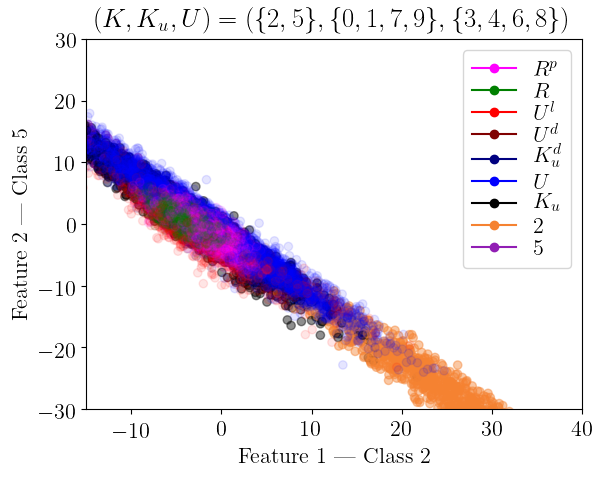 (K, K_u, U) = ({2, 5}, {0, 1, 7, 9}, {3, 4, 6, 8})
30
20
10
0
−10
−20
−30
Feature 2 — Class 5
−10
0
10
20
30
40
Feature 1 — Class 2
R^p
R
U^l
U^d
K_u^d
U
K_u
2
5